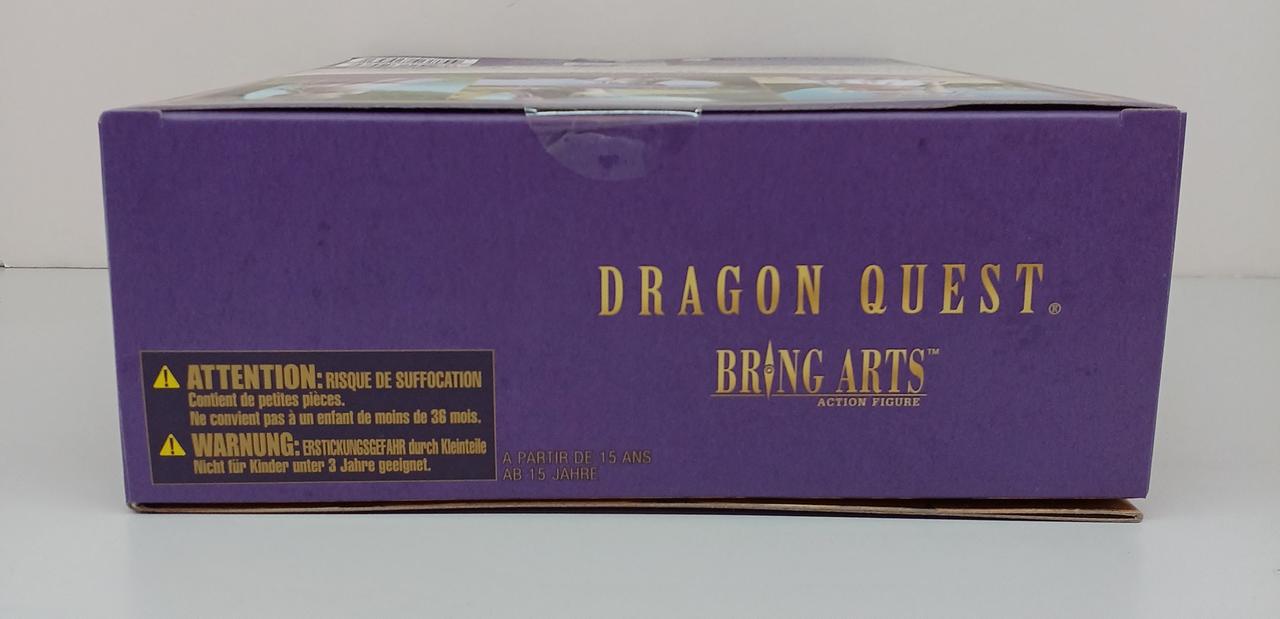 DRAGON QUEST®
BRING ARTS™
ACTION FIGURE
ATTENTION: RISQUE DE SUFFOCATION
Contient de petites pièces.
Ne convient pas à un enfant de moins de 36 mois.
WARNUNG: ERSTICKUNGSGEFAHR durch Kleinteile
Nicht für Kinder unter 3 Jahre geeignet.
A PARTIR DE 15 ANS
AB 15 JAHRE